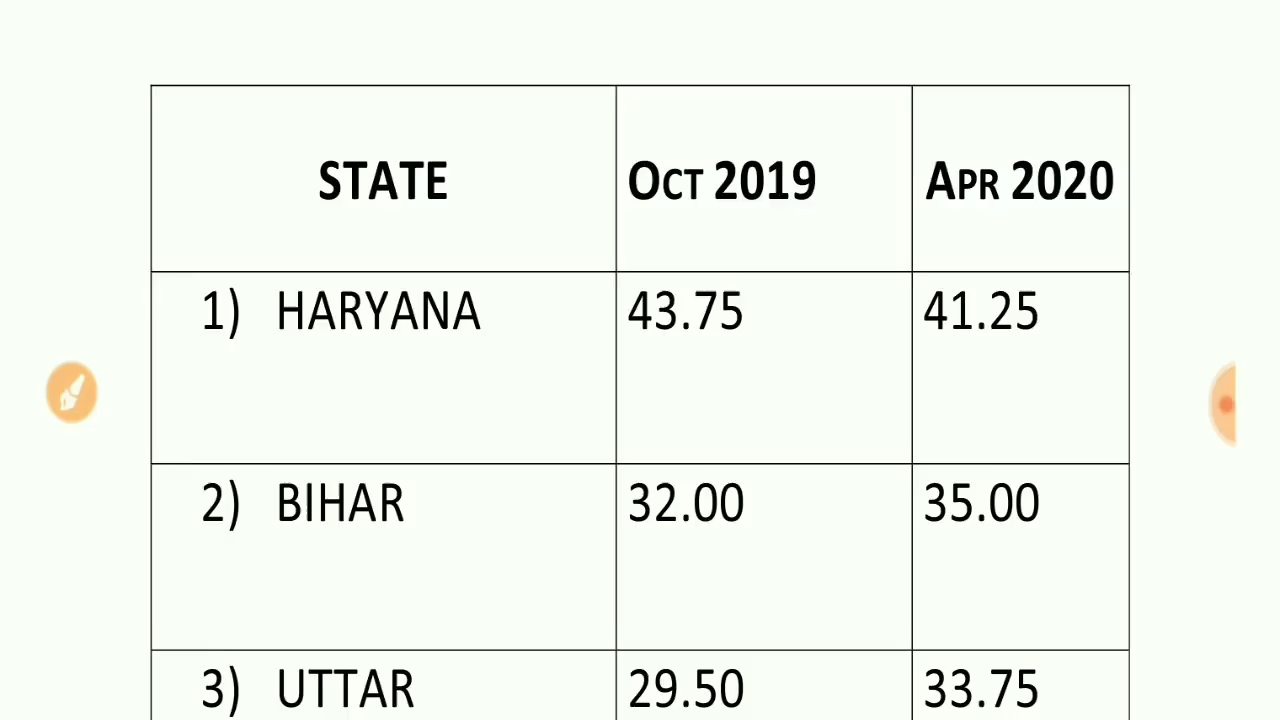 STATE Oct 2019 Apr 2020
1) HARYANA 43.75 41.25
2) BIHAR 32.00 35.00
3) UTTAR 29.50 33.75